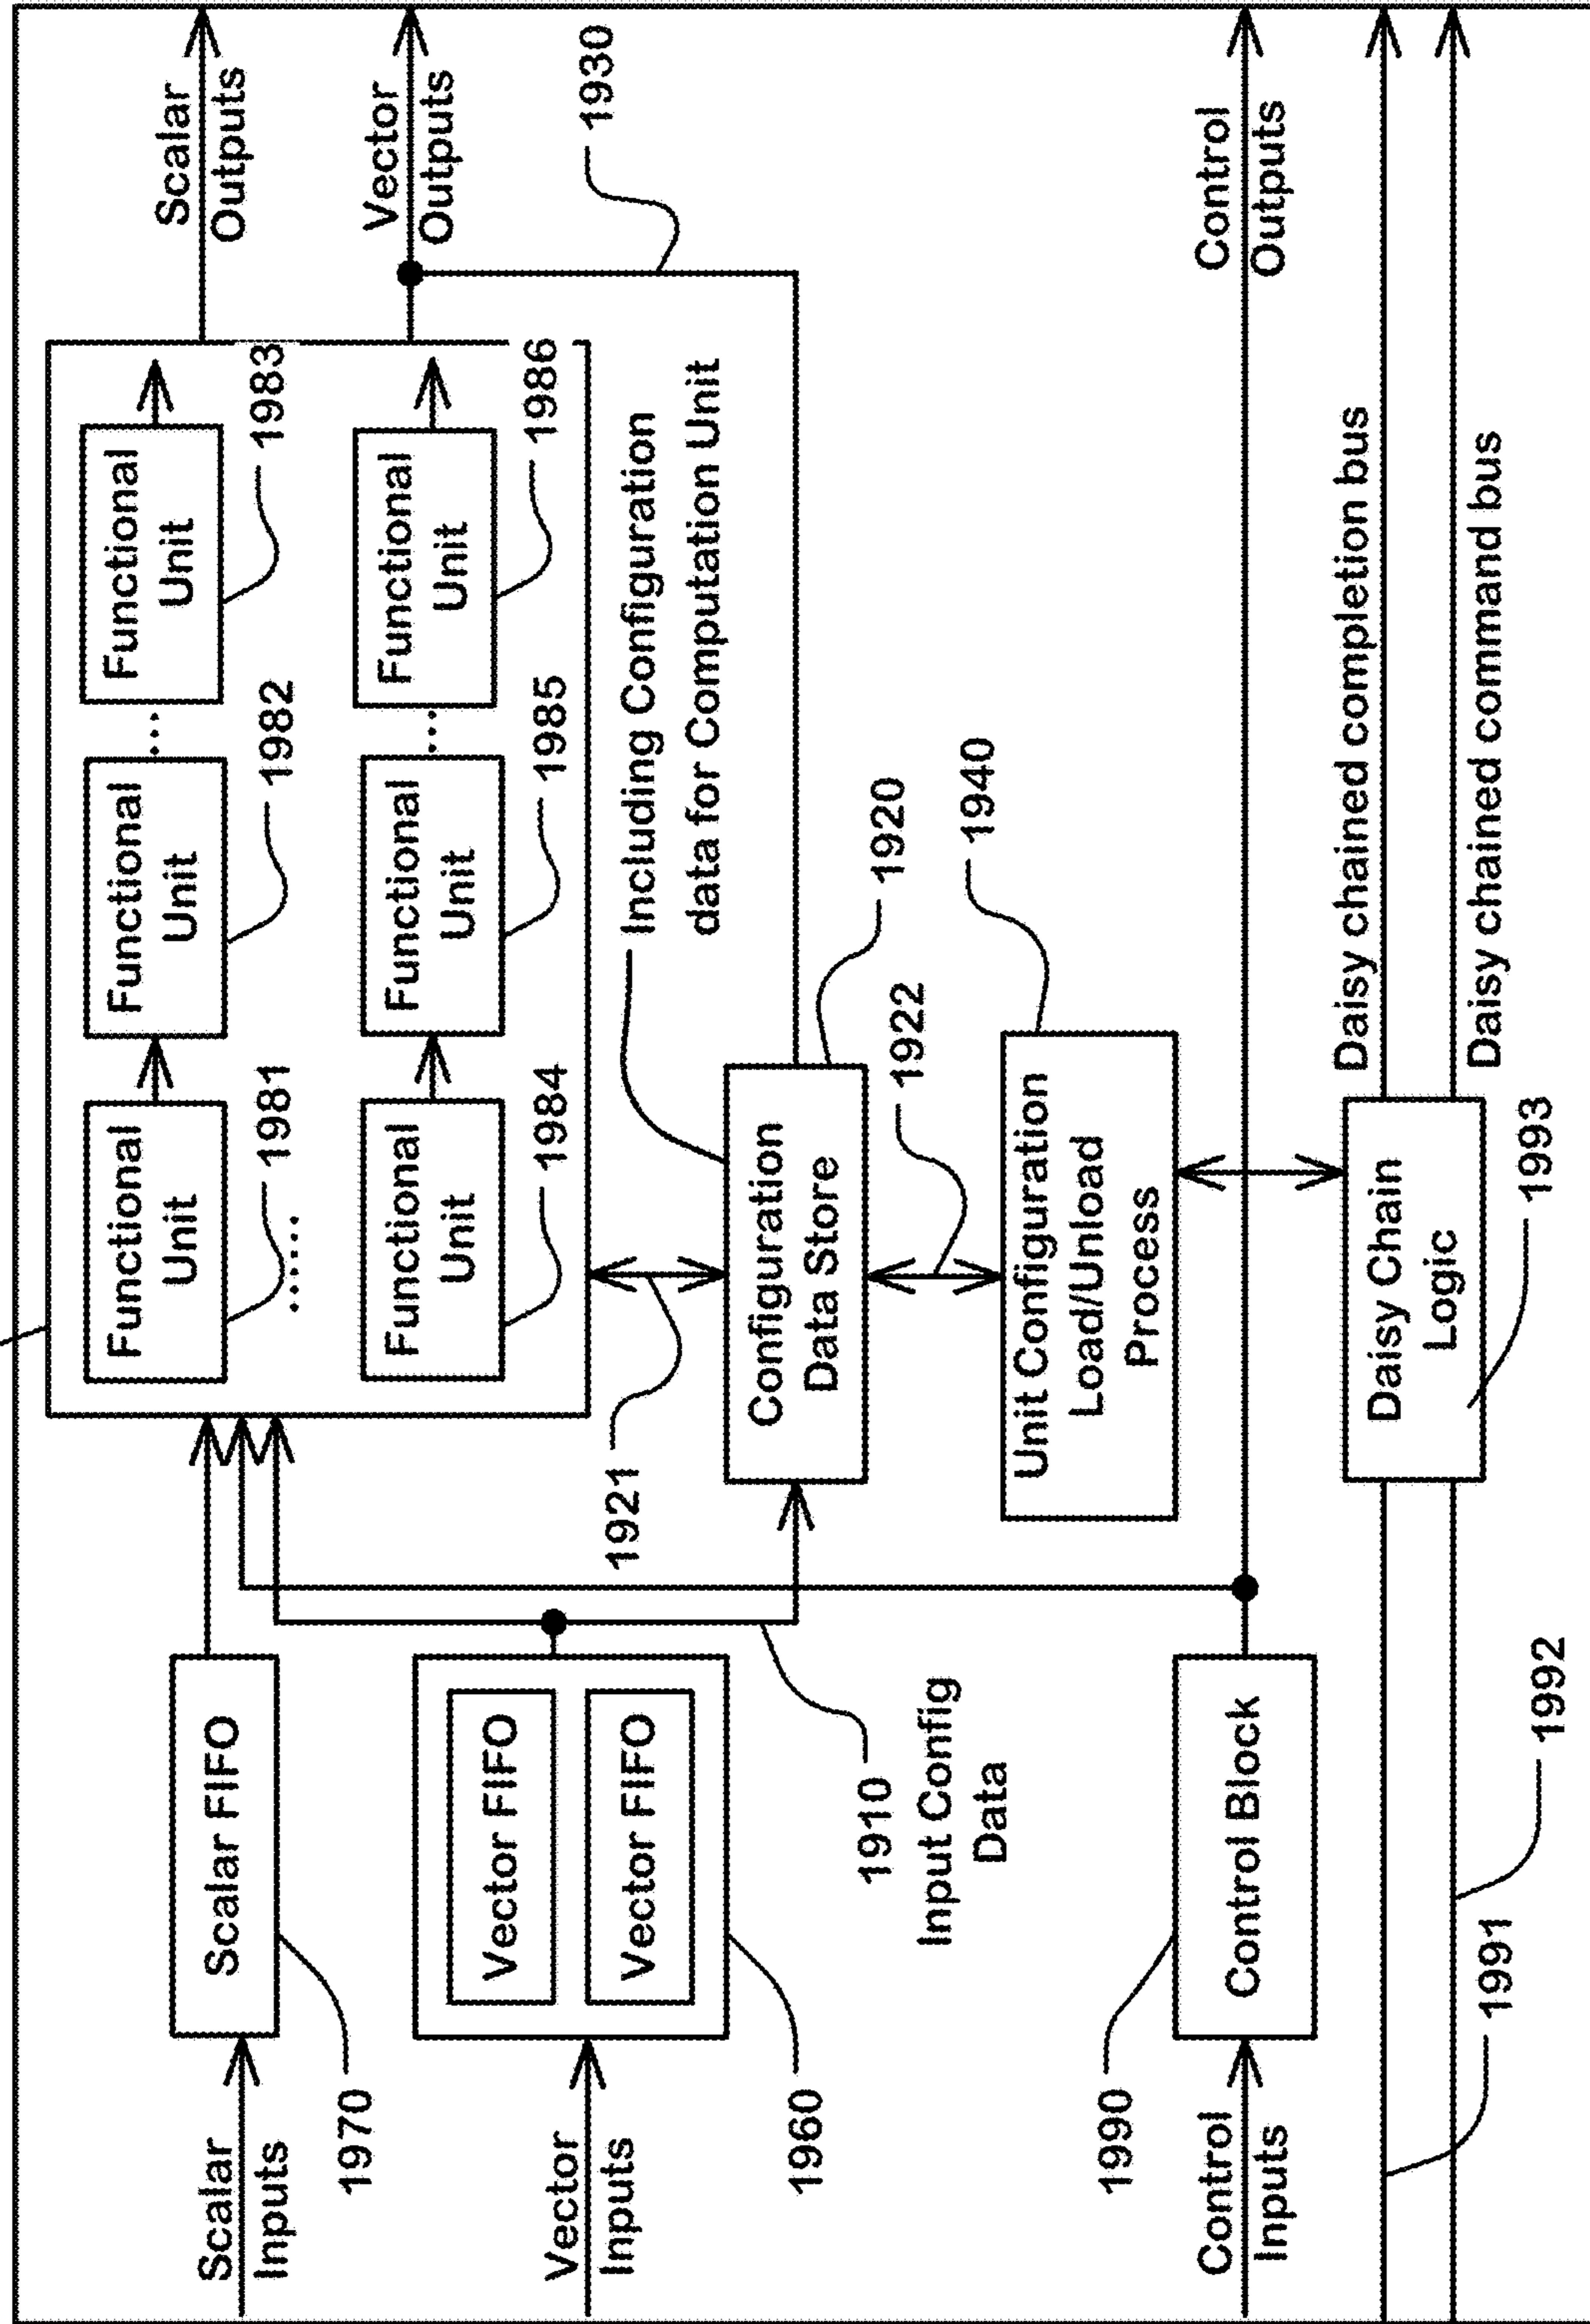 Scalar
Inputs
1970
Scalar FIFO
Vector
Inputs
1960
Vector FIFO
Vector FIFO
1910
Input Config
Data
Control
Inputs
1990
Control Block
1991
1992
Functional
Unit
1981
......
Functional
Unit
1982
...
Functional
Unit
1983
Functional
Unit
1984
Functional
Unit
1985
...
Functional
Unit
1986
Scalar
Outputs
Vector
Outputs
1930
1921
Including Configuration
data for Computation Unit
Configuration
Data Store
1920
1922
Unit Configuration
Load/Unload
Process
1940
Control
Outputs
Daisy Chain
Logic
1993
Daisy chained completion bus
Daisy chained command bus